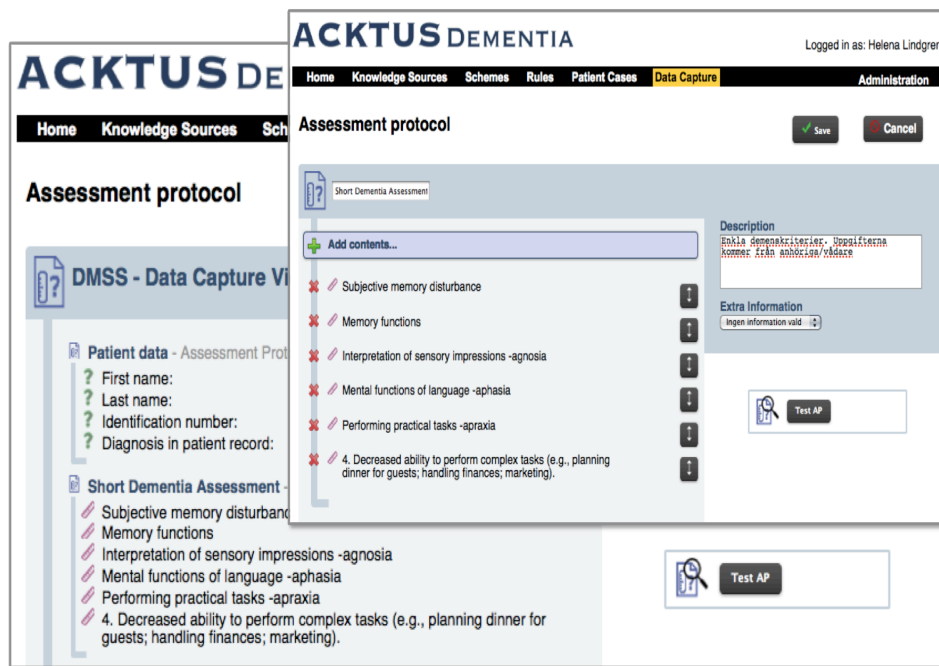 ACKTUS DEMENTIA
Logged in as: Helena Lindgren
Home Knowledge Sources Schemes Rules Patient Cases Data Capture Administration
Assessment protocol
Save
Cancel
Short Dementia Assessment
Add contents...
Subjective memory disturbance
Memory functions
Interpretation of sensory impressions -agnosia
Mental functions of language -aphasia
Performing practical tasks -apraxia
4. Decreased ability to perform complex tasks (e.g., planning
dinner for guests; handling finances; marketing).
Description
Enkla demenskriterier. Uppgifterna
kommer från anhöriga/vådare
Extra Information
Ingen information vald
Test AP
ACKTUS DE
Home Knowledge Sources Sch
Assessment protocol
DMSS - Data Capture Vi
Patient data - Assessment Prot
? First name:
? Last name:
? Identification number:
? Diagnosis in patient record:
Short Dementia Assessment -
Subjective memory disturbanc
Memory functions
Interpretation of sensory impressions -agnosia
Mental functions of language -aphasia
Performing practical tasks -apraxia
4. Decreased ability to perform complex tasks (e.g., planning dinner for
guests; handling finances; marketing).
Test AP